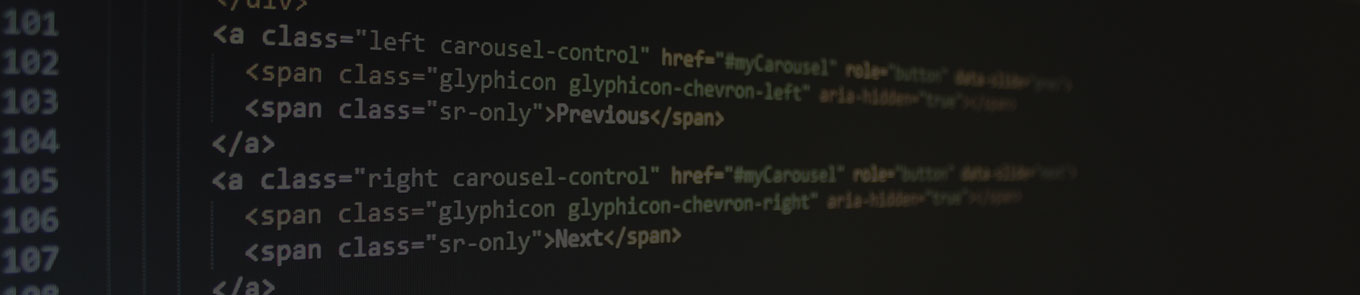 </div>
101 <a class="left carousel-control" href="#myCarousel" role="button" data-slide="prev">
102 <span class="glyphicon glyphicon-chevron-left" aria-hidden="true"></span>
103 <span class="sr-only">Previous</span>
104 </a>
105 <a class="right carousel-control" href="#myCarousel" role="button" data-slide="next">
106 <span class="glyphicon glyphicon-chevron-right" aria-hidden="true"></span>
107 <span class="sr-only">Next</span>
108 </a>